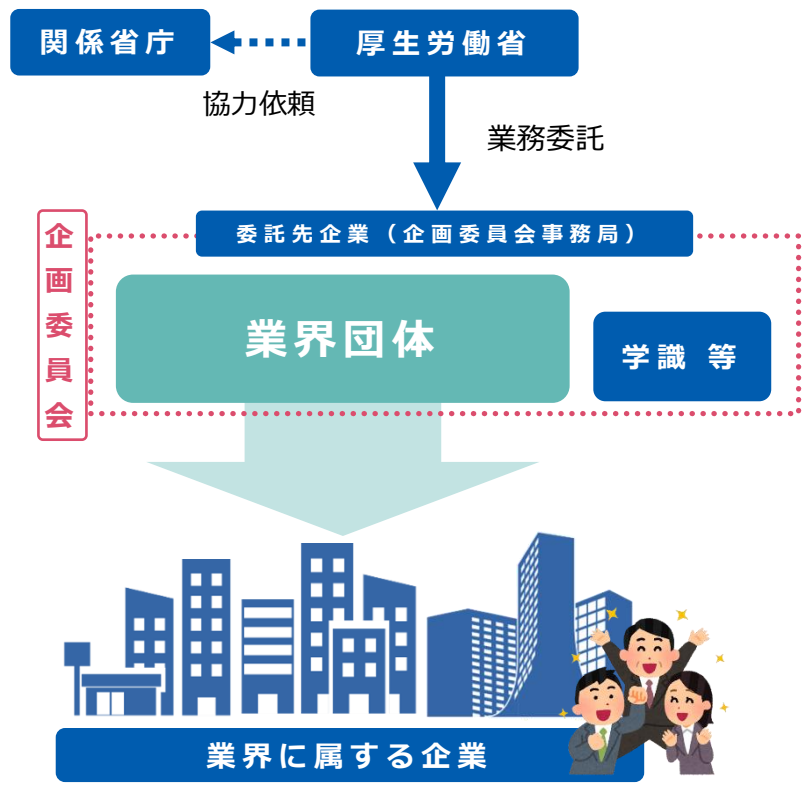 関係省庁
厚生労働省
協力依頼
業務委託
企画委員会
委託先企業（企画委員会事務局）
業界団体
学識 等
業界に属する企業